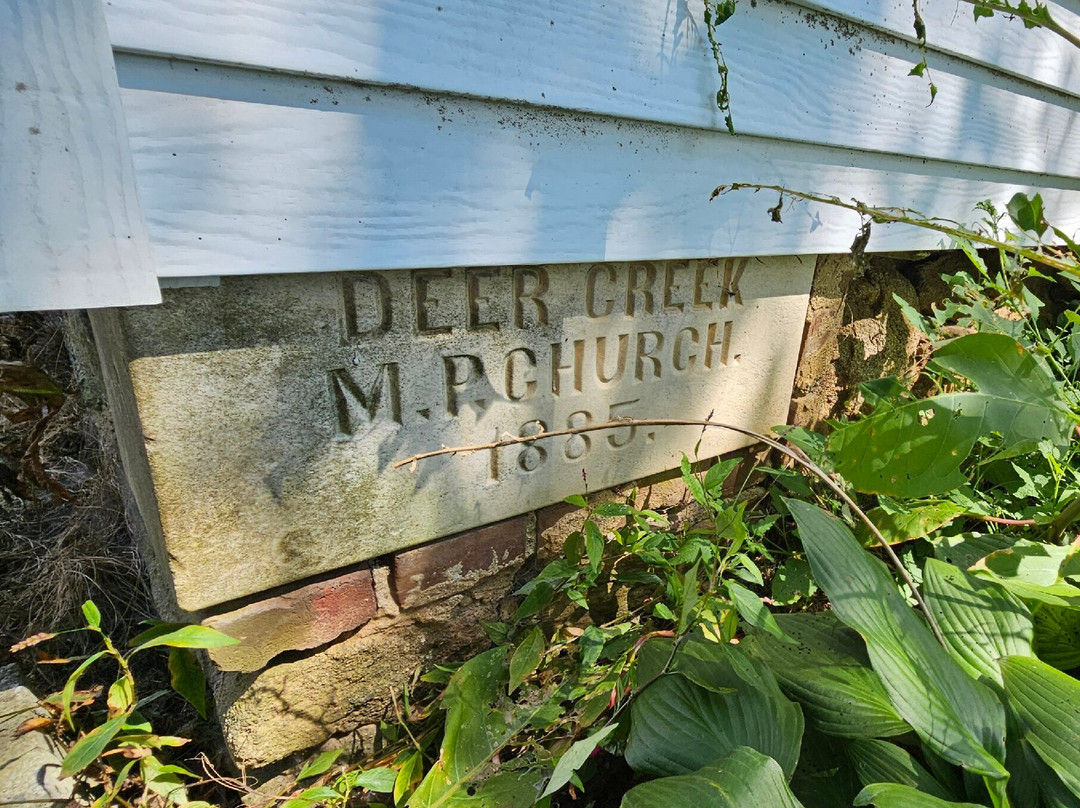 DEER CREEK
M.P. CHURCH.
1885.